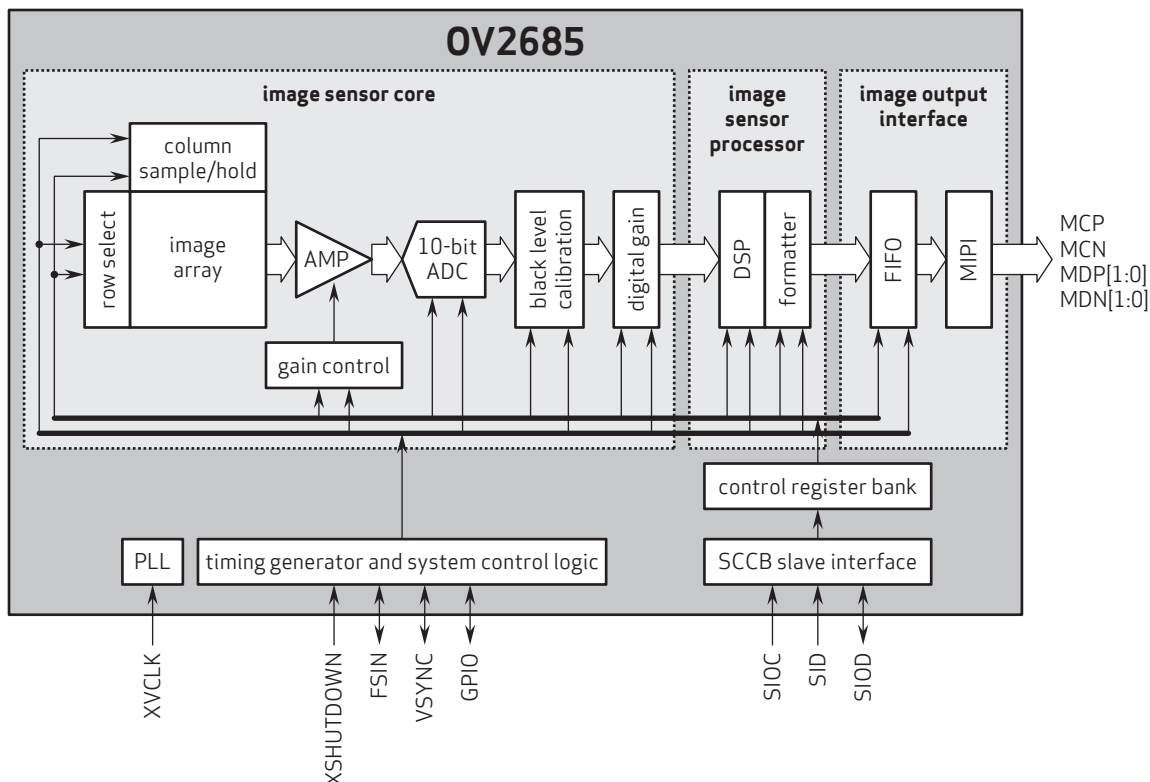 OV2685
image sensor core
image
sensor
processor
image output
interface
column
sample/hold
row select
image
array
AMP
10-bit
ADC
black level
calibration
digital gain
DSP
formatter
FIFO
MIPI
MCP
MCN
MDP[1:0]
MDN[1:0]
gain control
control register bank
PLL
timing generator and system control logic
SCCB slave interface
XVCLK
XSHUTDOWN
FSIN
VSYNC
GPIO
SIOC
SID
SIOD